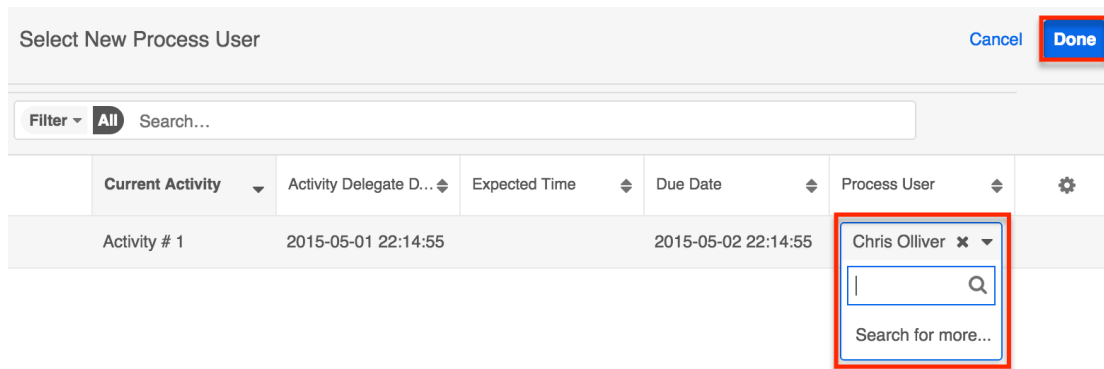 Select New Process User
Cancel
Done
Filter
All
Search...
Current Activity
Activity Delegate D...
Expected Time
Due Date
Process User
Activity # 1
2015-05-01 22:14:55
2015-05-02 22:14:55
Chris Olliver
Search for more...